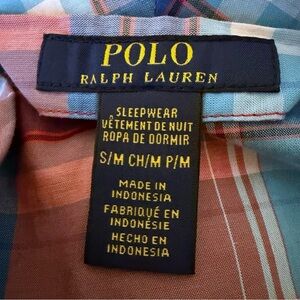 POLO
RALPH LAUREN
SLEEPWEAR
VÊTEMENT DE NUIT
ROPA DE DORMIR
S/M CH/M P/M
MADE IN
INDONESIA
FABRIQUÉ EN
INDONÉSIE
HECHO EN
INDONESIA